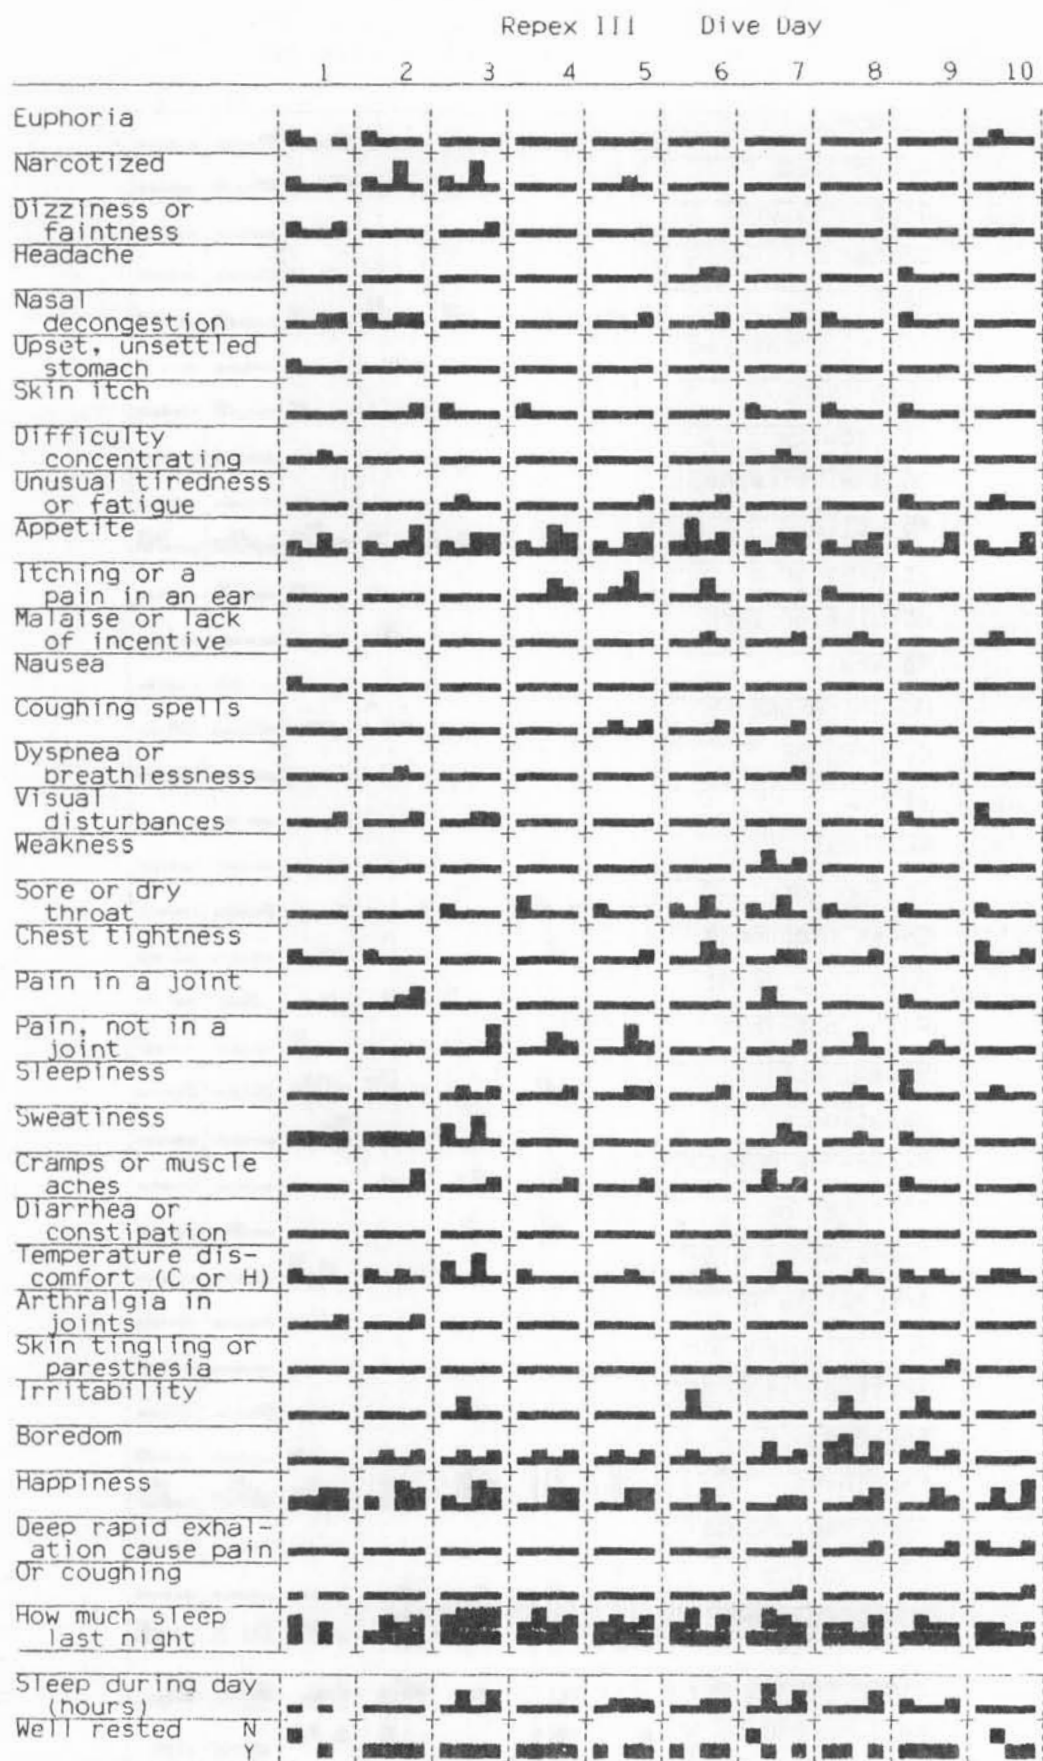 Repex III Dive Day
1 2 3 4 5 6 7 8 9 10
Euphoria
Narcotized
Dizziness or
faintness
Headache
Nasal
decongestion
Upset, unsettled
stomach
Skin itch
Difficulty
concentrating
Unusual tiredness
or fatigue
Appetite
Itching or a
pain in an ear
Malaise or lack
of incentive
Nausea
Coughing spells
Dyspnea or
breathlessness
Visual
disturbances
Weakness
Sore or dry
throat
Chest tightness
Pain in a joint
Pain, not in a
joint
Sleepiness
Sweatiness
Cramps or muscle
aches
Diarrhea or
constipation
Temperature dis-
comfort (C or H)
Arthralgia in
joints
Skin tingling or
paresthesia
Irritability
Boredom
Happiness
Deep rapid exhal-
ation cause pain
Or coughing
How much sleep
last night
Sleep during day
(hours)
Well rested N
Y